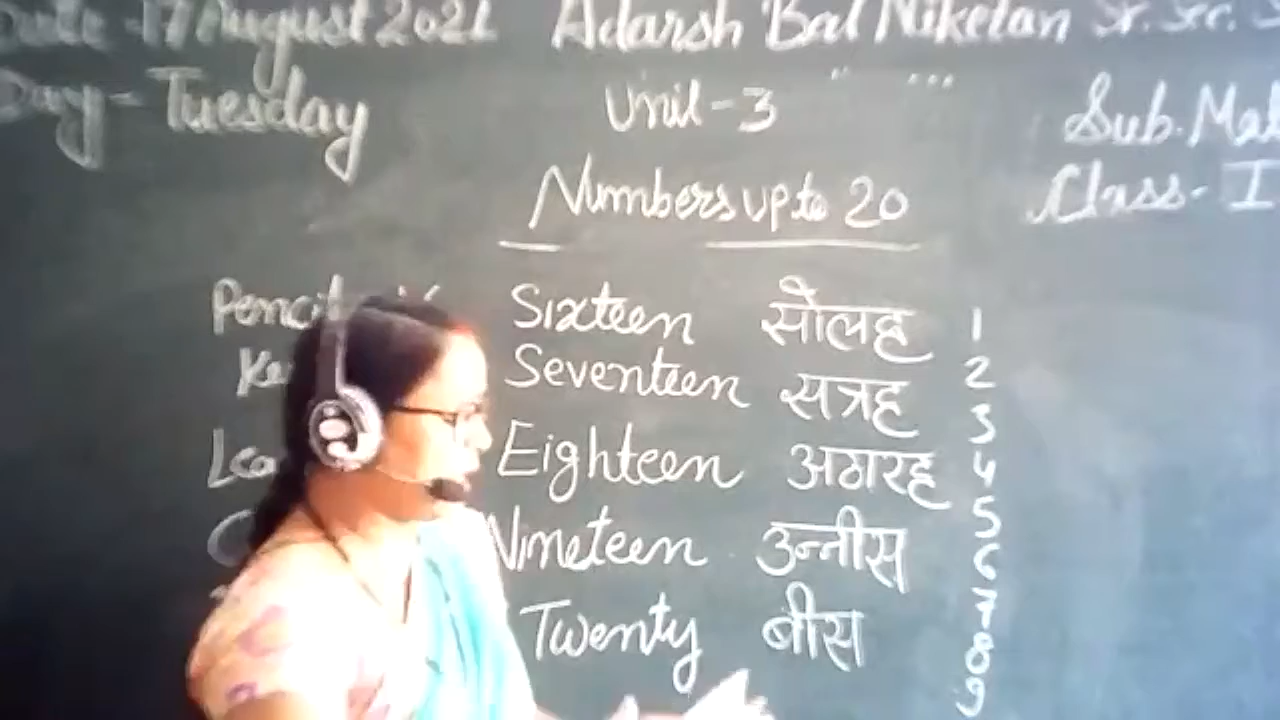 Date - 17 August 2021 Adarsh Bal Niketan Sr. Sec.
Day - Tuesday Unit - 3 Sub. Mat
Numbers up to 20 Class - I
Pencil Sixteen सोलह 1
Ke Seventeen सत्रह 2
3
Lea Eighteen अठारह 4
5
Nineteen उन्नीस 6
7
Twenty बीस 8
9